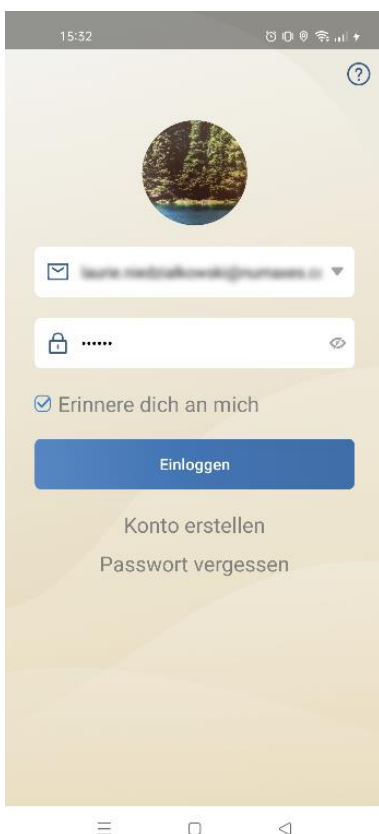 15:32
?
••••••
Erinnere dich an mich
Einloggen
Konto erstellen
Passwort vergessen